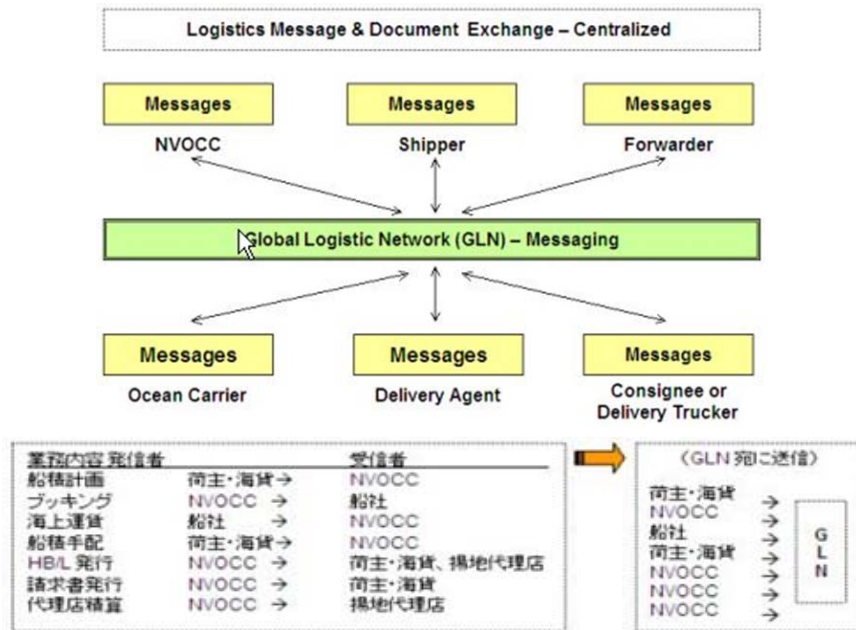 Logistics Message & Document Exchange – Centralized
Messages Messages Messages
NVOCC Shipper Forwarder
Global Logistic Network (GLN) – Messaging
Messages Messages Messages
Ocean Carrier Delivery Agent Consignee or
Delivery Trucker
業務内容 発信者 受信者
船積計画 荷主・海貨→ NVOCC
ブッキング NVOCC → 船社
海上運賃 船社 → NVOCC
船積手配 荷主・海貨→ NVOCC
HB/L 発行 NVOCC → 荷主・海貨、揚地代理店
請求書発行 NVOCC → 荷主・海貨
代理店精算 NVOCC → 揚地代理店
(GLN 宛に送信)
荷主・海貨 →
NVOCC →
船社 →
荷主・海貨 →
NVOCC →
NVOCC →
NVOCC →
GLN